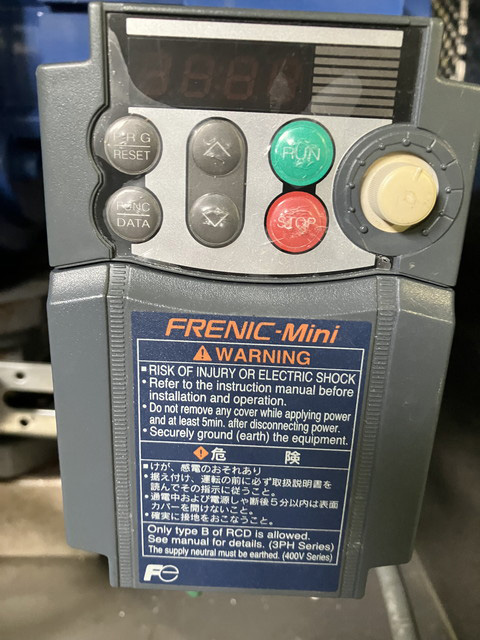 PRG
RESET
RUN
FUNC
DATA
STOP
FRENIC-Mini
WARNING
RISK OF INJURY OR ELECTRIC SHOCK
Refer to the instruction manual before
installation and operation.
Do not remove any cover while applying power
and at least 5min. after disconnecting power.
Securely ground (earth) the equipment.
危 険
けが、感電のおそれあり
据え付け、運転の前に必ず取扱説明書を
読んでその指示に従うこと。
通電中および電源しゃ断後5分以内は表面
カバーを開けないこと。
確実に接地をおこなうこと。
Only type B of RCD is allowed.
See manual for details. (3PH Series)
The supply neutral must be earthed. (400V Series)